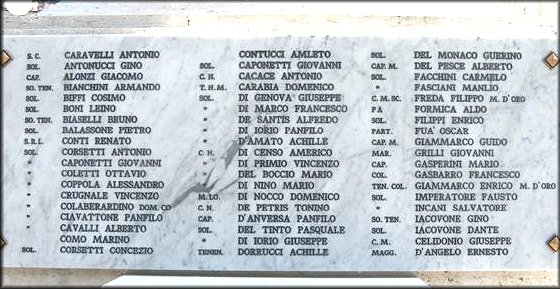 S. C. CARAVELLI ANTONIO
SOL. ANTONUCCI GINO
CAP. ALONZI GIACOMO
SO. TEN. BIANCHINI ARMANDO
SOL. BIFFI COSIMO
SOL. BONI LEINO
SO. TEN. BIASELLI BRUNO
SOL. BALASSONE PIETRO
S. R. L. CONTI RENATO
SOL. CORSETTI ANTONIO
" CAPONETTI GIOVANNI
" COLETTI OTTAVIO
" COPPOLA ALESSANDRO
" CRUGNALE VINCENZO
" COLABERARDINO DOM. CO
" CIAVATTONE PANFILO
" CAVALLI ALBERTO
" COMO MARINO
SOL. CORSETTI CONCEZIO
CONTUCCI AMLETO
SOL. CAPONETTI GIOVANNI
C. N. CACACE ANTONIO
T. N. M. CARABIA DOMENICO
SOL. DI GENOVA GIUSEPPE
" DI MARCO FRANCESCO
" DE SANTIS ALFREDO
" DI IORIO PANFILO
" D'AMATO ACHILLE
C. N. DI CENSO AMERICO
" DI PRIMIO VINCENZO
" DEL BOCCIO MARIO
" DI NINO MARIO
M. I.O. DI NOCCO DOMENICO
C. N. DE PETRIS TONINO
CAP. D'ANVERSA PANFILO
SOL. DEL TINTO PASQUALE
" DI IORIO GIUSEPPE
TENEN. DORRUCCI ACHILLE
SOL. DEL MONACO GUERINO
CAP. M. DEL PESCE ALBERTO
SOL. FACCHINI CARMELO
" FASCIANI MANLIO
C. M. SC. FREDA FILIPPO M. D'ORO
P A FORMICA ALDO
SOL. FILIPPI ENRICO
PART. FUA' OSCAR
CAP. M. GIAMMARCO GUIDO
MAR. GRILLI GIOVANNI
CAP. GASPERINI MARIO
COL. GASBARRO FRANCESCO
TEN. COL. GIAMMARCO ENRICO M. D'ORO
SOL. IMPERATORE FAUSTO
" INCANI SALVATORE
SO. TEN. IACOVONE GINO
SOL. IACOVONE DANTE
C. M. CELIDONIO GIUSEPPE
MAGG. D'ANGELO ERNESTO